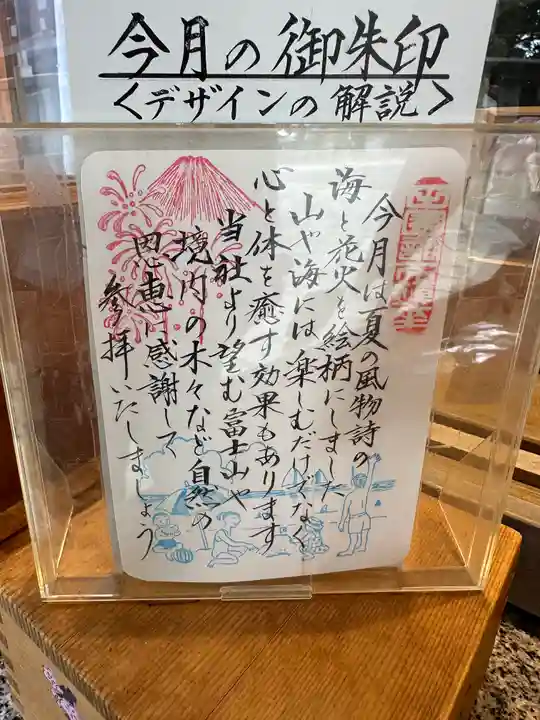 今月の御朱印
<デザインの解説>
今月は夏の風物詩の
海と花火を絵柄にしました
山や海には楽しむだけでなく
心と体を癒す効果もあります
当社より望む富士山や
境内の木々など自然の
恩恵に感謝して
参拝いたしましょう